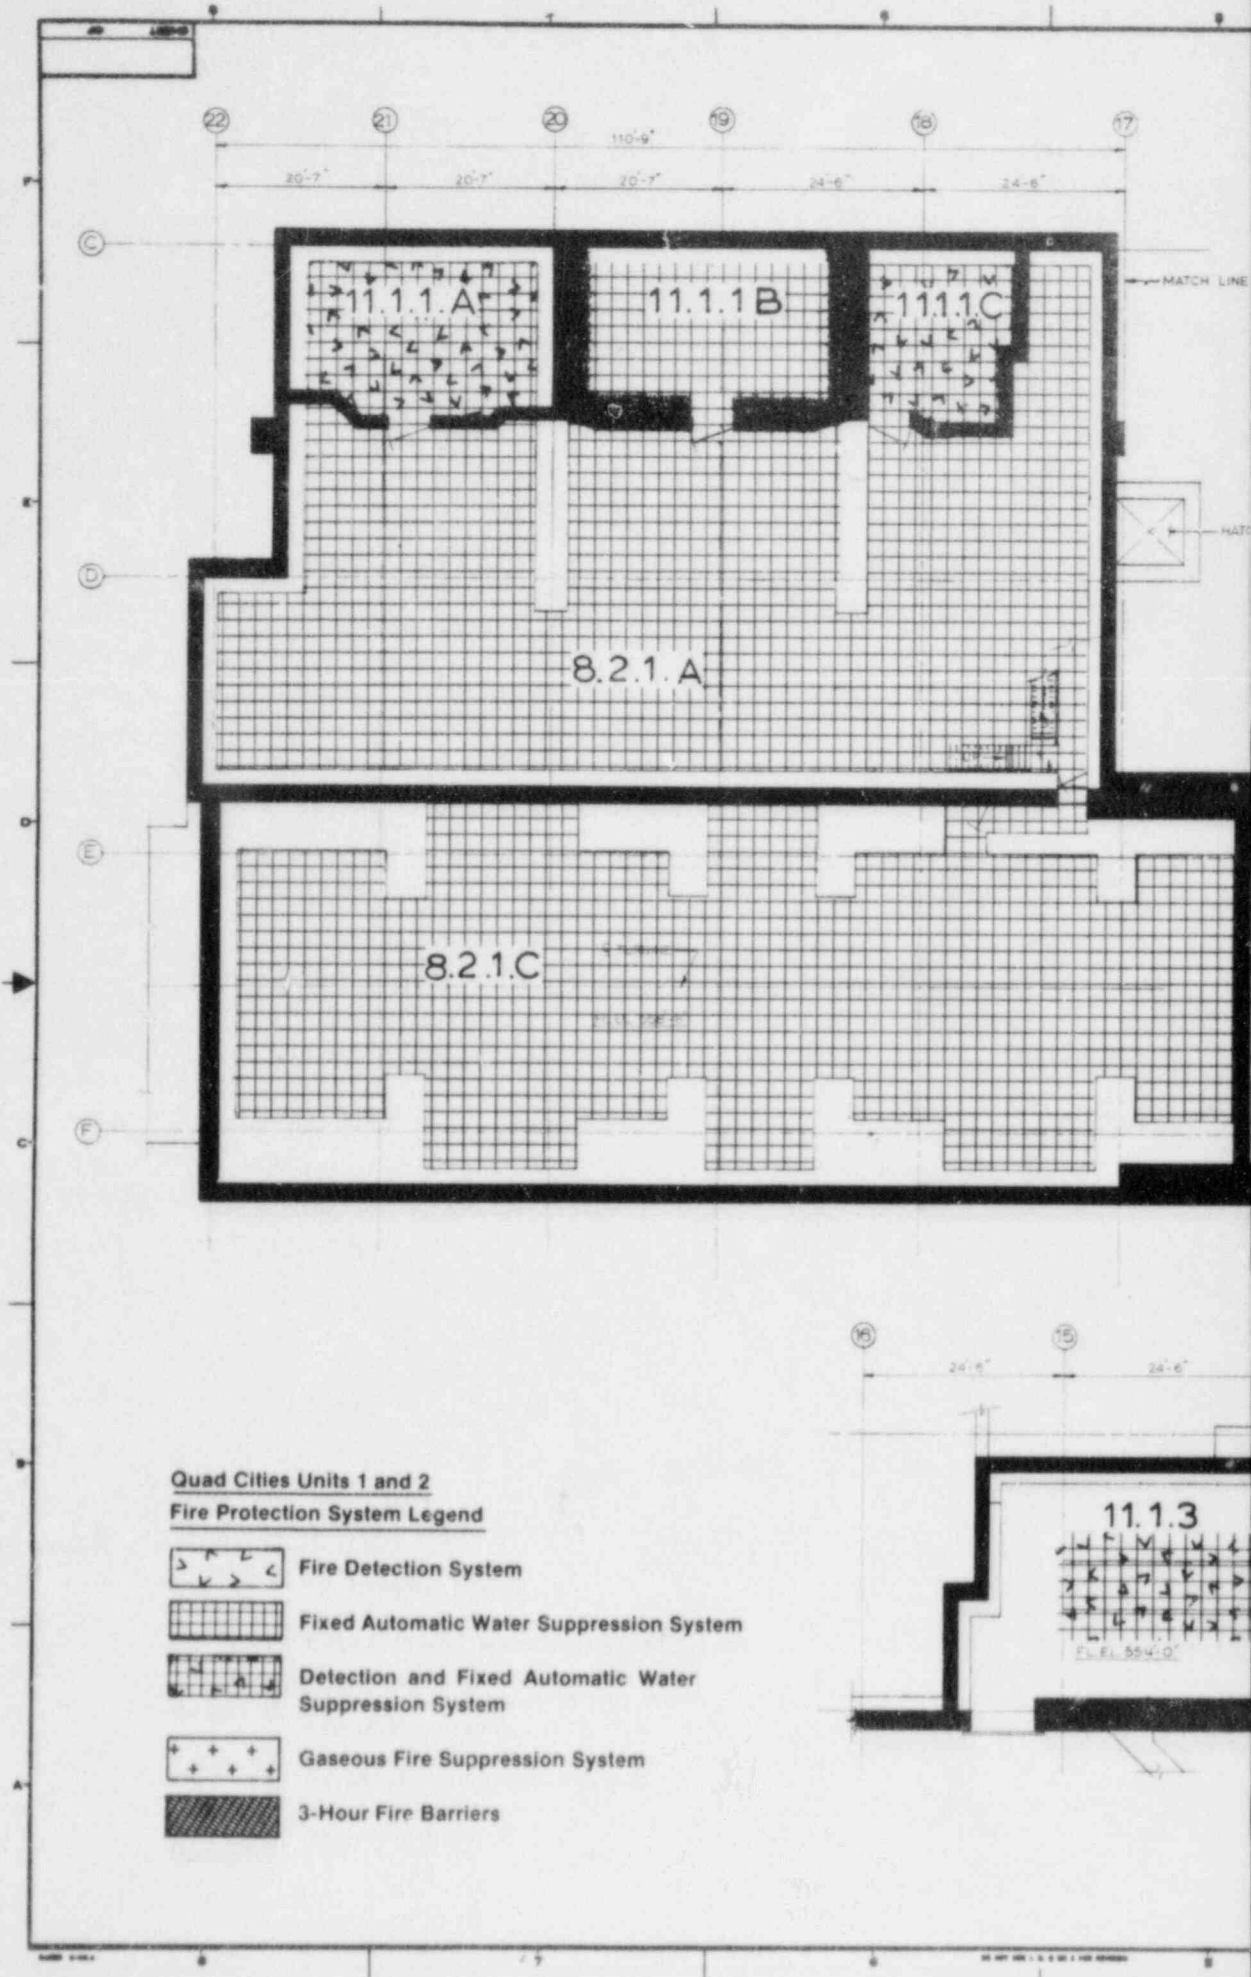 22
21
20
19
18
17
110'-9"
20'-7"
20'-7"
20'-7"
24'-6"
24'-6"
C
MATCH LINE
11.1.1.A
11.1.1B
11.1.1.C
D
8.2.1.A
E
8.2.1.C
F
16
15
24'-6"
24'-6"
Quad Cities Units 1 and 2
Fire Protection System Legend
Fire Detection System
Fixed Automatic Water Suppression System
Detection and Fixed Automatic Water
Suppression System
Gaseous Fire Suppression System
3-Hour Fire Barriers
11.1.3
FL. EL. 554'-0"